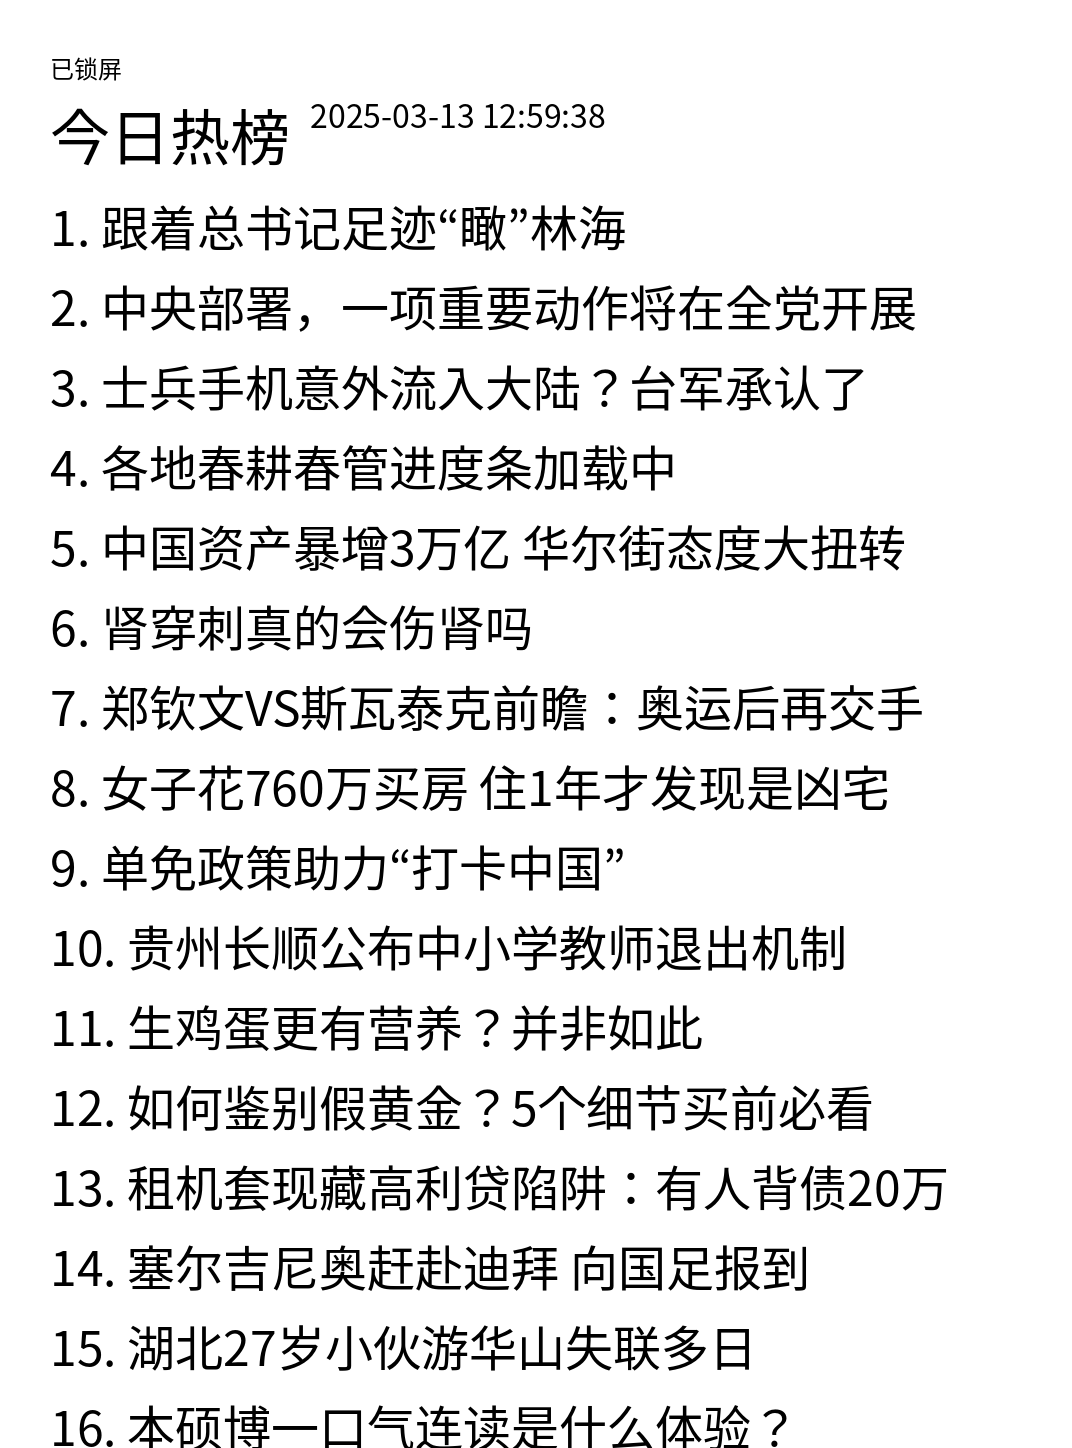 已锁屏
今日热榜 2025-03-13 12:59:38
1. 跟着总书记足迹“瞰”林海
2. 中央部署，一项重要动作将在全党开展
3. 士兵手机意外流入大陆？台军承认了
4. 各地春耕春管进度条加载中
5. 中国资产暴增3万亿 华尔街态度大扭转
6. 肾穿刺真的会伤肾吗
7. 郑钦文VS斯瓦泰克前瞻：奥运后再交手
8. 女子花760万买房 住1年才发现是凶宅
9. 单免政策助力“打卡中国”
10. 贵州长顺公布中小学教师退出机制
11. 生鸡蛋更有营养？并非如此
12. 如何鉴别假黄金？5个细节买前必看
13. 租机套现藏高利贷陷阱：有人背债20万
14. 塞尔吉尼奥赶赴迪拜 向国足报到
15. 湖北27岁小伙游华山失联多日
16. 本硕博一口气连读是什么体验？